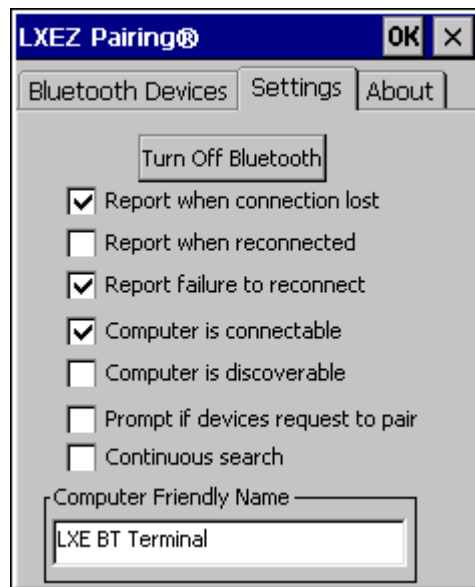 LXEZ Pairing® OK ×
Bluetooth Devices Settings About
Turn Off Bluetooth
Report when connection lost
Report when reconnected
Report failure to reconnect
Computer is connectable
Computer is discoverable
Prompt if devices request to pair
Continuous search
Computer Friendly Name
LXE BT Terminal